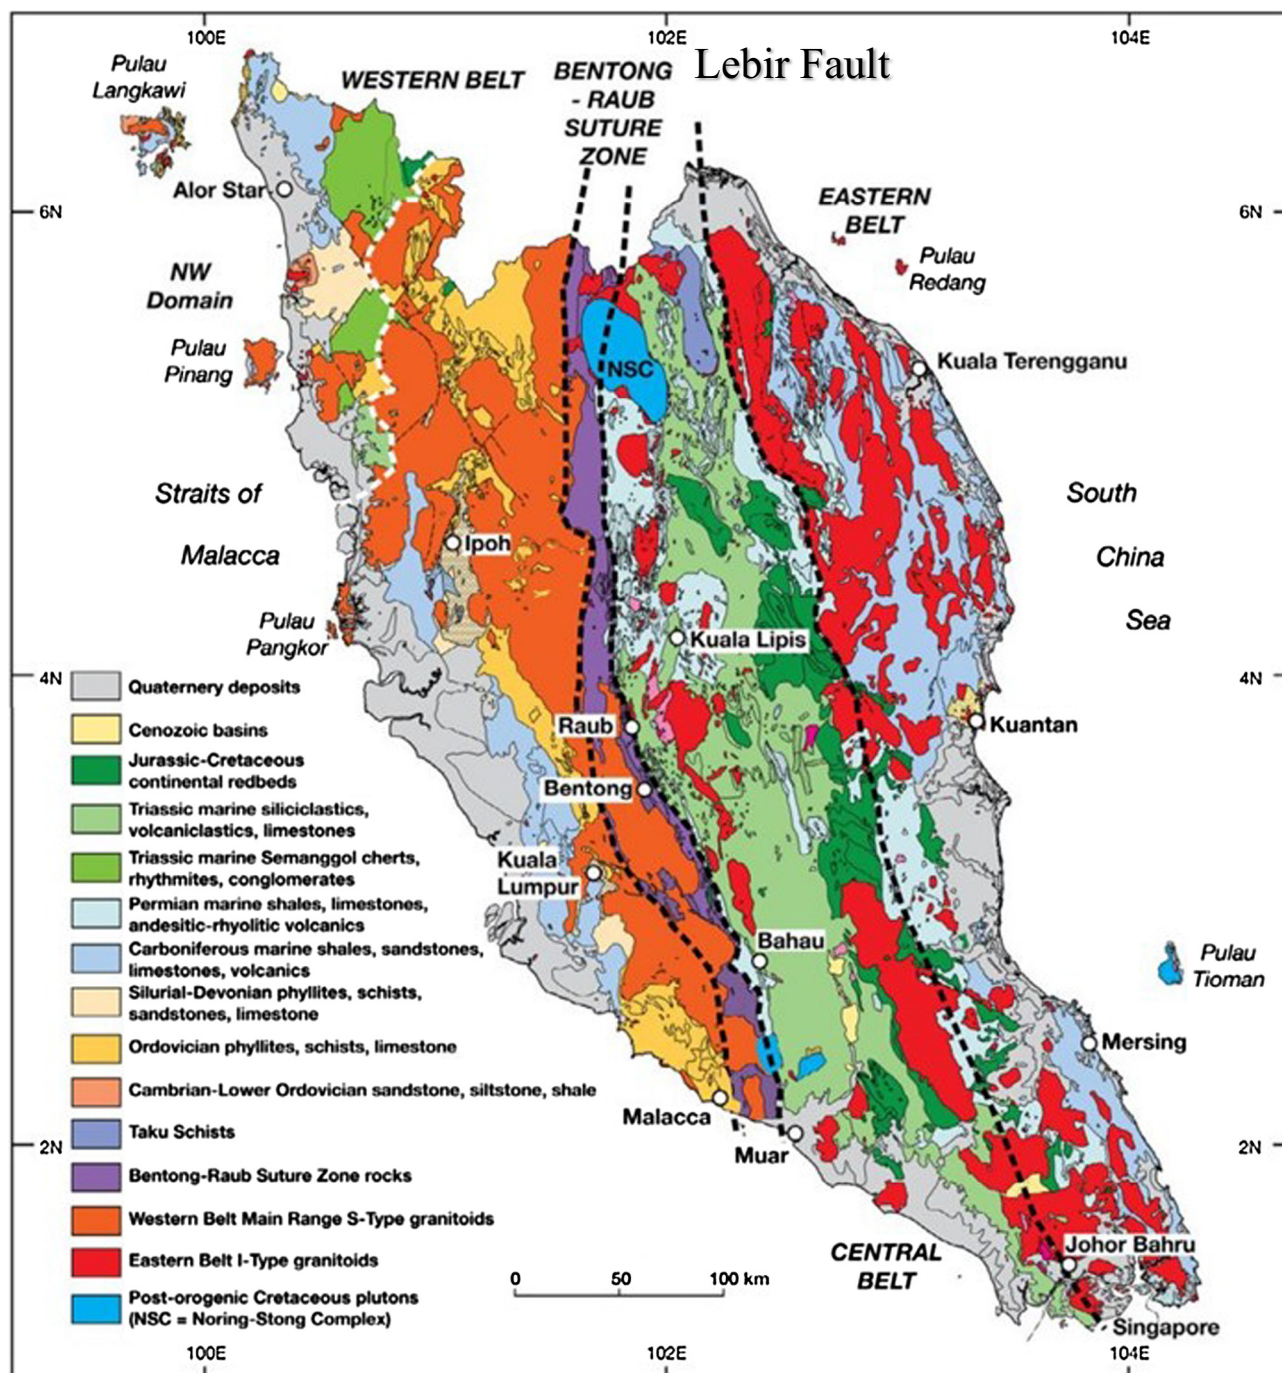 100E
102E
104E
Lebir Fault
Pulau
Langkawi
WESTERN BELT
BENTONG
- RAUB
SUTURE
ZONE
Alor Star
6N
6N
EASTERN
BELT
Pulau
Redang
NW
Domain
Pulau
Pinang
NSC
Kuala Terengganu
Straits of
Malacca
South
China
Sea
Ipoh
Pulau
Pangkor
Kuala Lipis
4N
4N
Raub
Kuantan
Bentong
Kuala
Lumpur
Bahau
Pulau
Tioman
Mersing
Malacca
Muar
2N
2N
CENTRAL
BELT
Johor Bahru
Singapore
Quaternery deposits
Cenozoic basins
Jurassic-Cretaceous
continental redbeds
Triassic marine siliciclastics,
volcaniclastics, limestones
Triassic marine Semanggol cherts,
rhythmites, conglomerates
Permian marine shales, limestones,
andesitic-rhyolitic volcanics
Carboniferous marine shales, sandstones,
limestones, volcanics
Silurial-Devonian phyllites, schists,
sandstones, limestone
Ordovician phyllites, schists, limestone
Cambrian-Lower Ordovician sandstone, siltstone, shale
Taku Schists
Bentong-Raub Suture Zone rocks
Western Belt Main Range S-Type granitoids
Eastern Belt I-Type granitoids
Post-orogenic Cretaceous plutons
(NSC = Noring-Stong Complex)
0 50 100 km
100E
102E
104E